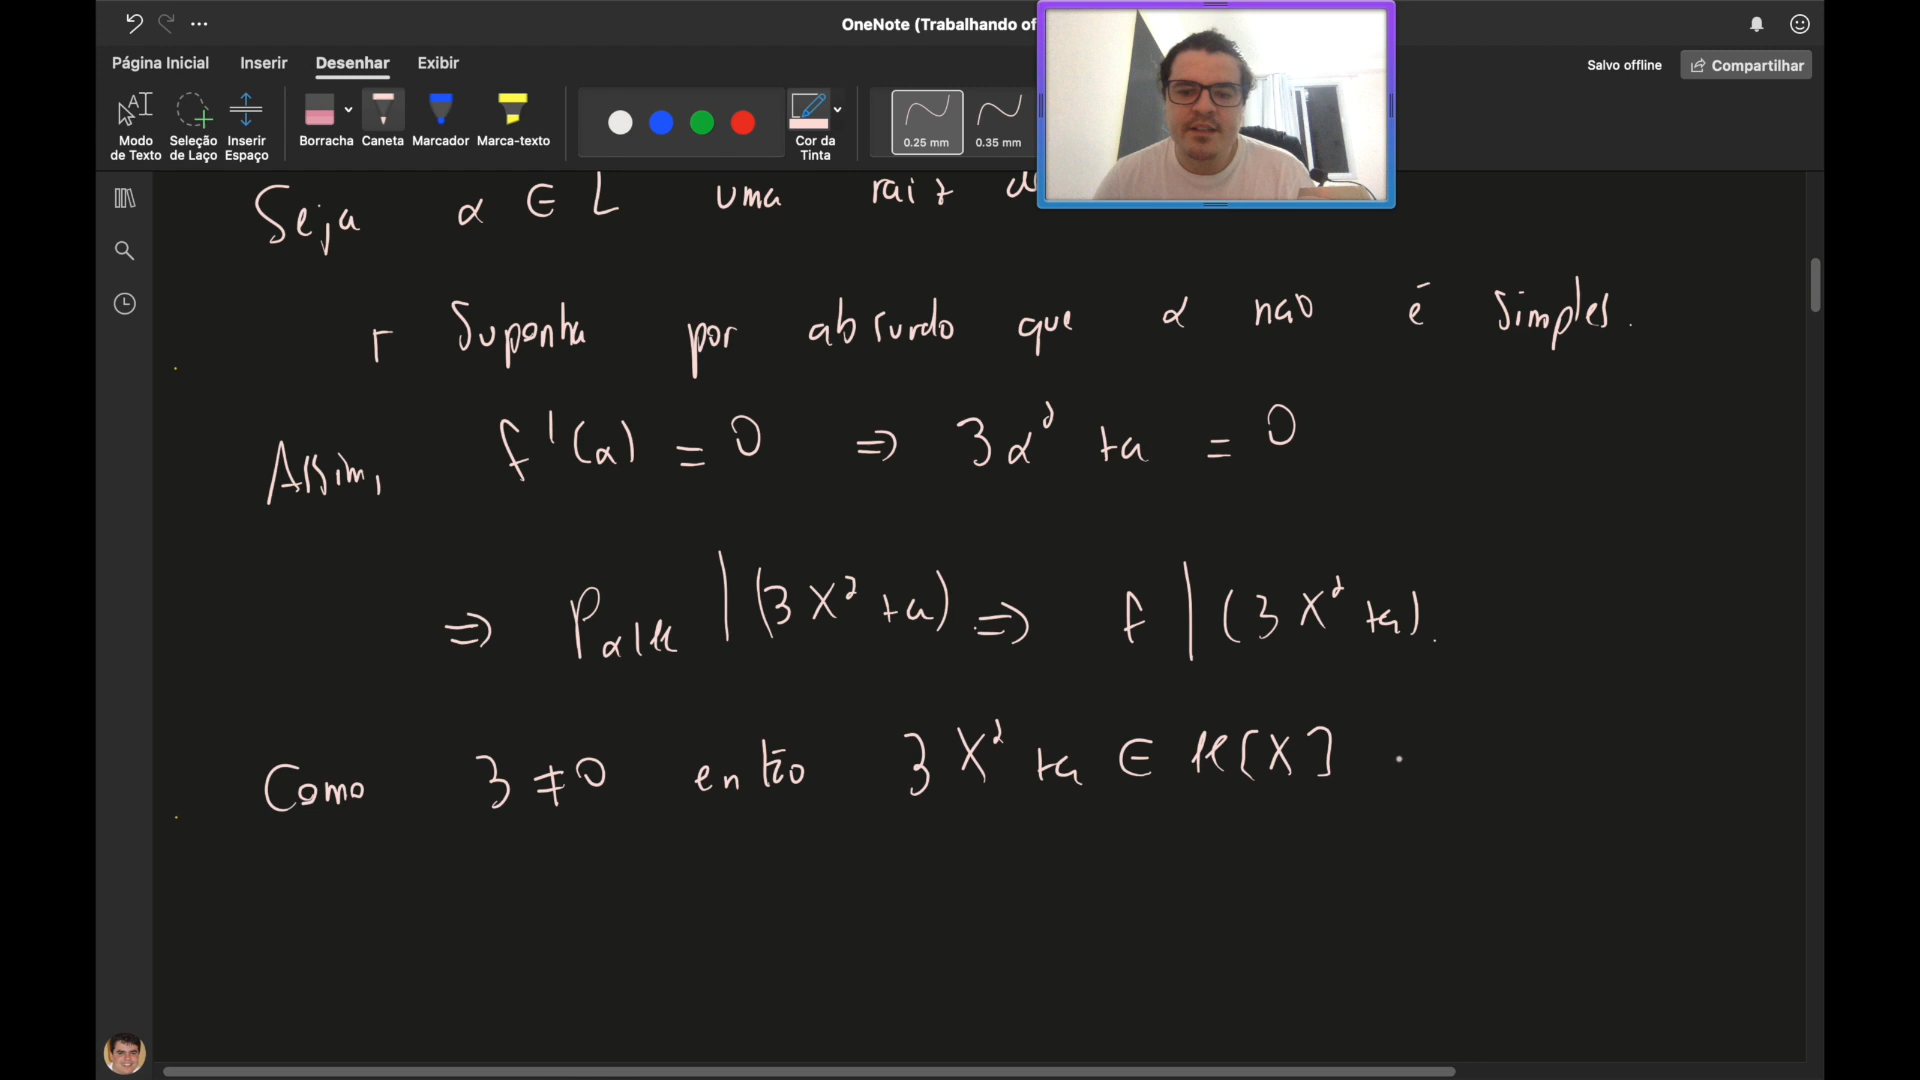 OneNote (Trabalhando of
Página Inicial Inserir Desenhar Exibir
Salvo offline Compartilhar
Modo de Texto
Seleção de Laço
Inserir Espaço
Borracha Caneta Marcador Marca-texto
Cor da Tinta
0.25 mm 0.35 mm
Seja α ∈ L uma raiz
Suponha por absurdo que α nao é simples.
Assim, f'(α) = 0 ⇒ 3α² + a = 0
⇒ P_{α|K} | (3X² + a) ⇒ f | (3X² + a).
Como 3 ≠ 0 então 3X² + a ∈ K[X]